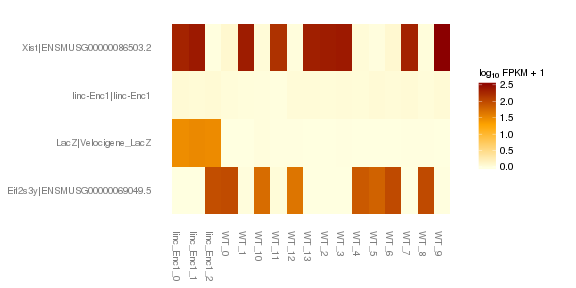 Xist|ENSMUSG00000086503.2
linc-Enc1|linc-Enc1
LacZ|Velocigene_LacZ
Eif2s3y|ENSMUSG00000069049.5
log10 FPKM + 1
2.5
2.0
1.5
1.0
0.5
0.0
linc_Enc1_0
linc_Enc1_1
linc_Enc1_2
WT_0
WT_1
WT_10
WT_11
WT_12
WT_13
WT_2
WT_3
WT_4
WT_5
WT_6
WT_7
WT_8
WT_9